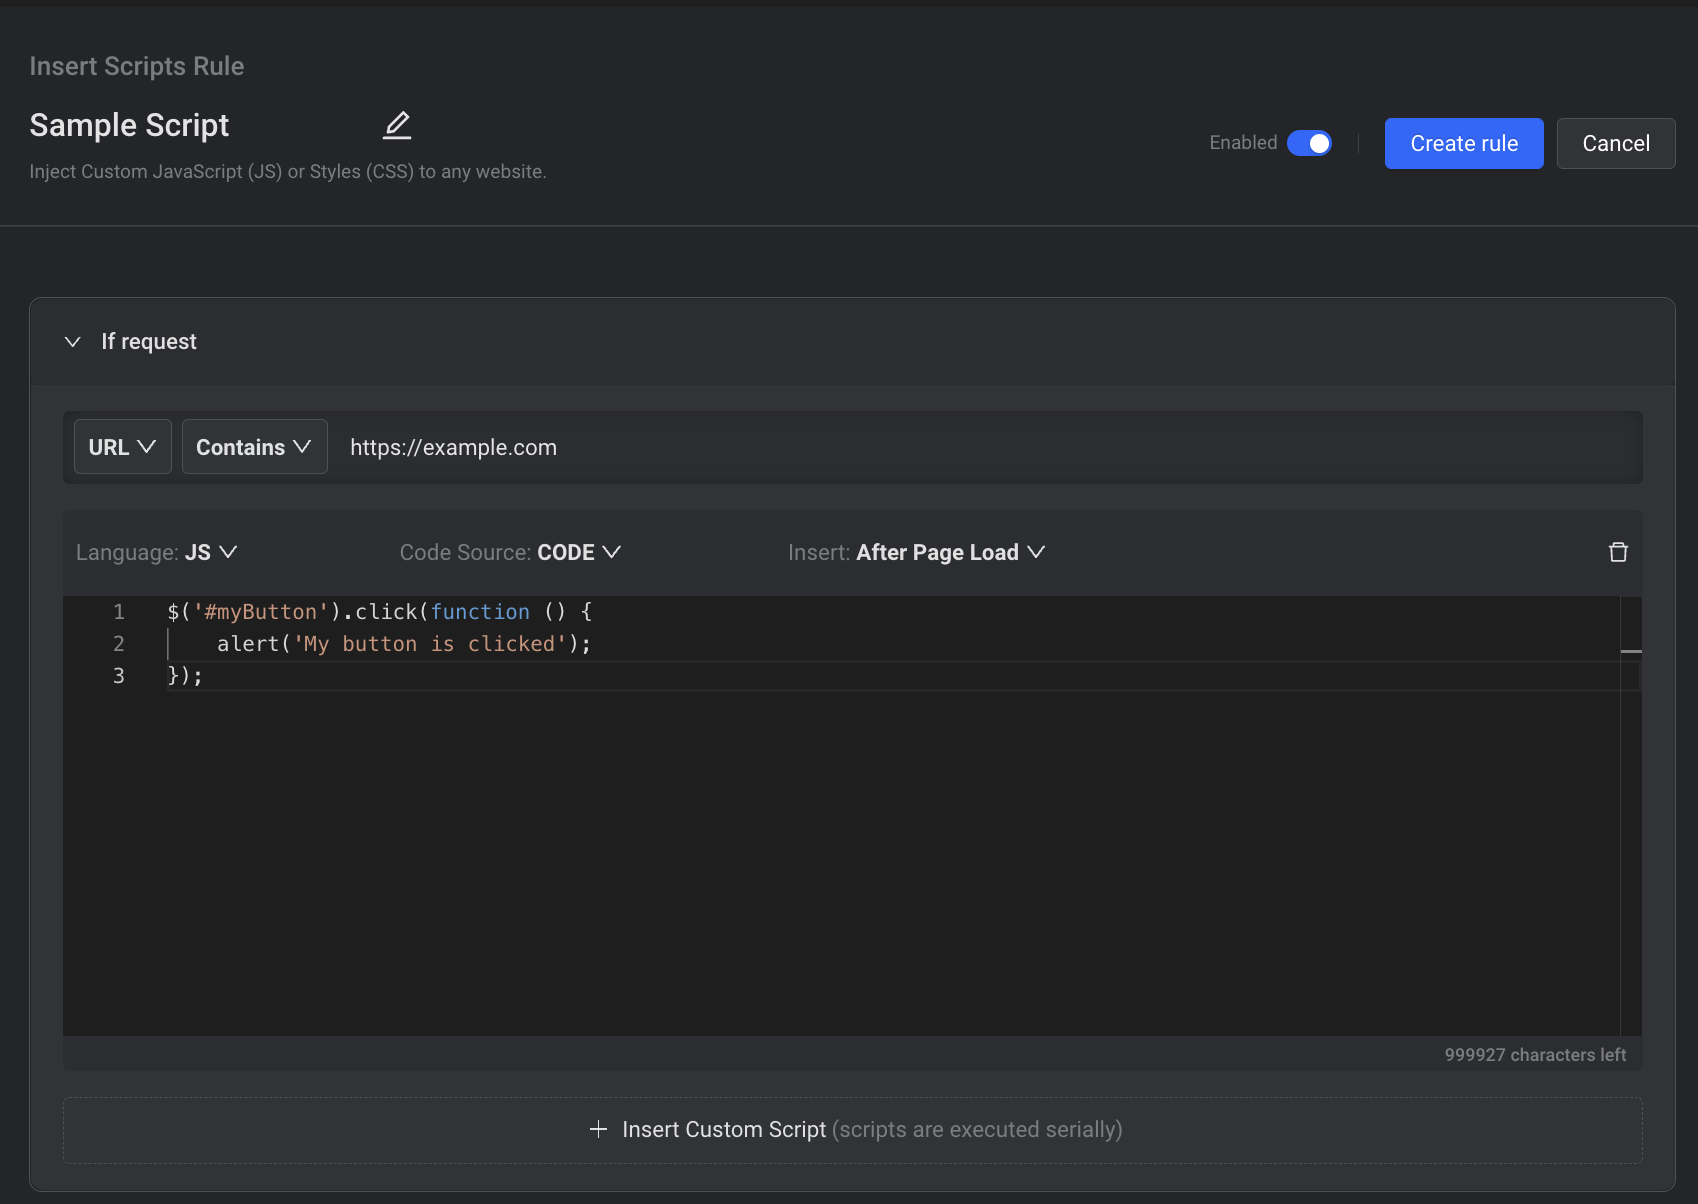 Insert Scripts Rule
Sample Script
Inject Custom JavaScript (JS) or Styles (CSS) to any website.
Enabled
Create rule
Cancel
If request
URL Contains https://example.com
Language: JS Code Source: CODE Insert: After Page Load
1 $('#myButton').click(function () {
2 alert('My button is clicked');
3 });
999927 characters left
Insert Custom Script (scripts are executed serially)